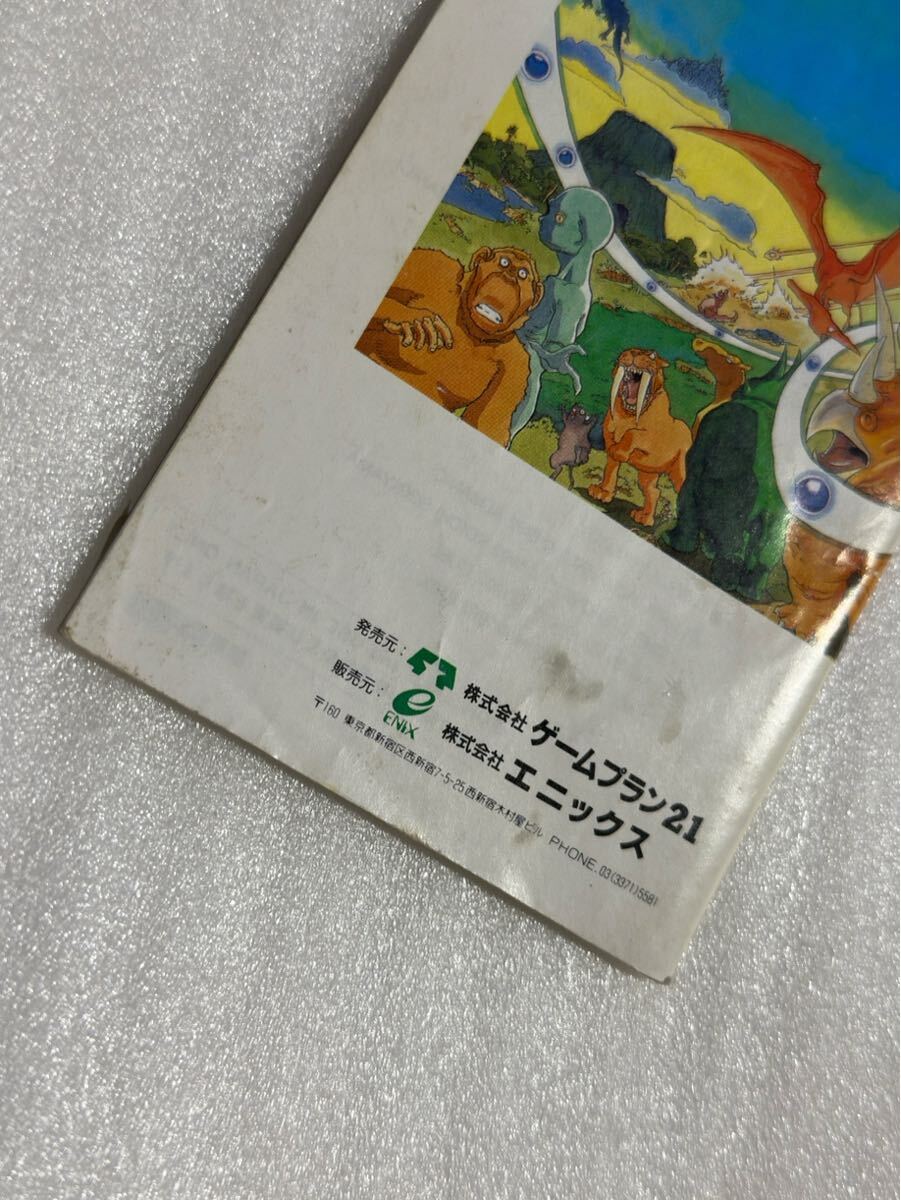 発売元： 株式会社 ゲームプラン21
販売元： e ENIX 株式会社 エニックス
〒160 東京都新宿区西新宿7-5-25西新宿木村屋ビル PHONE.03(3371)5581